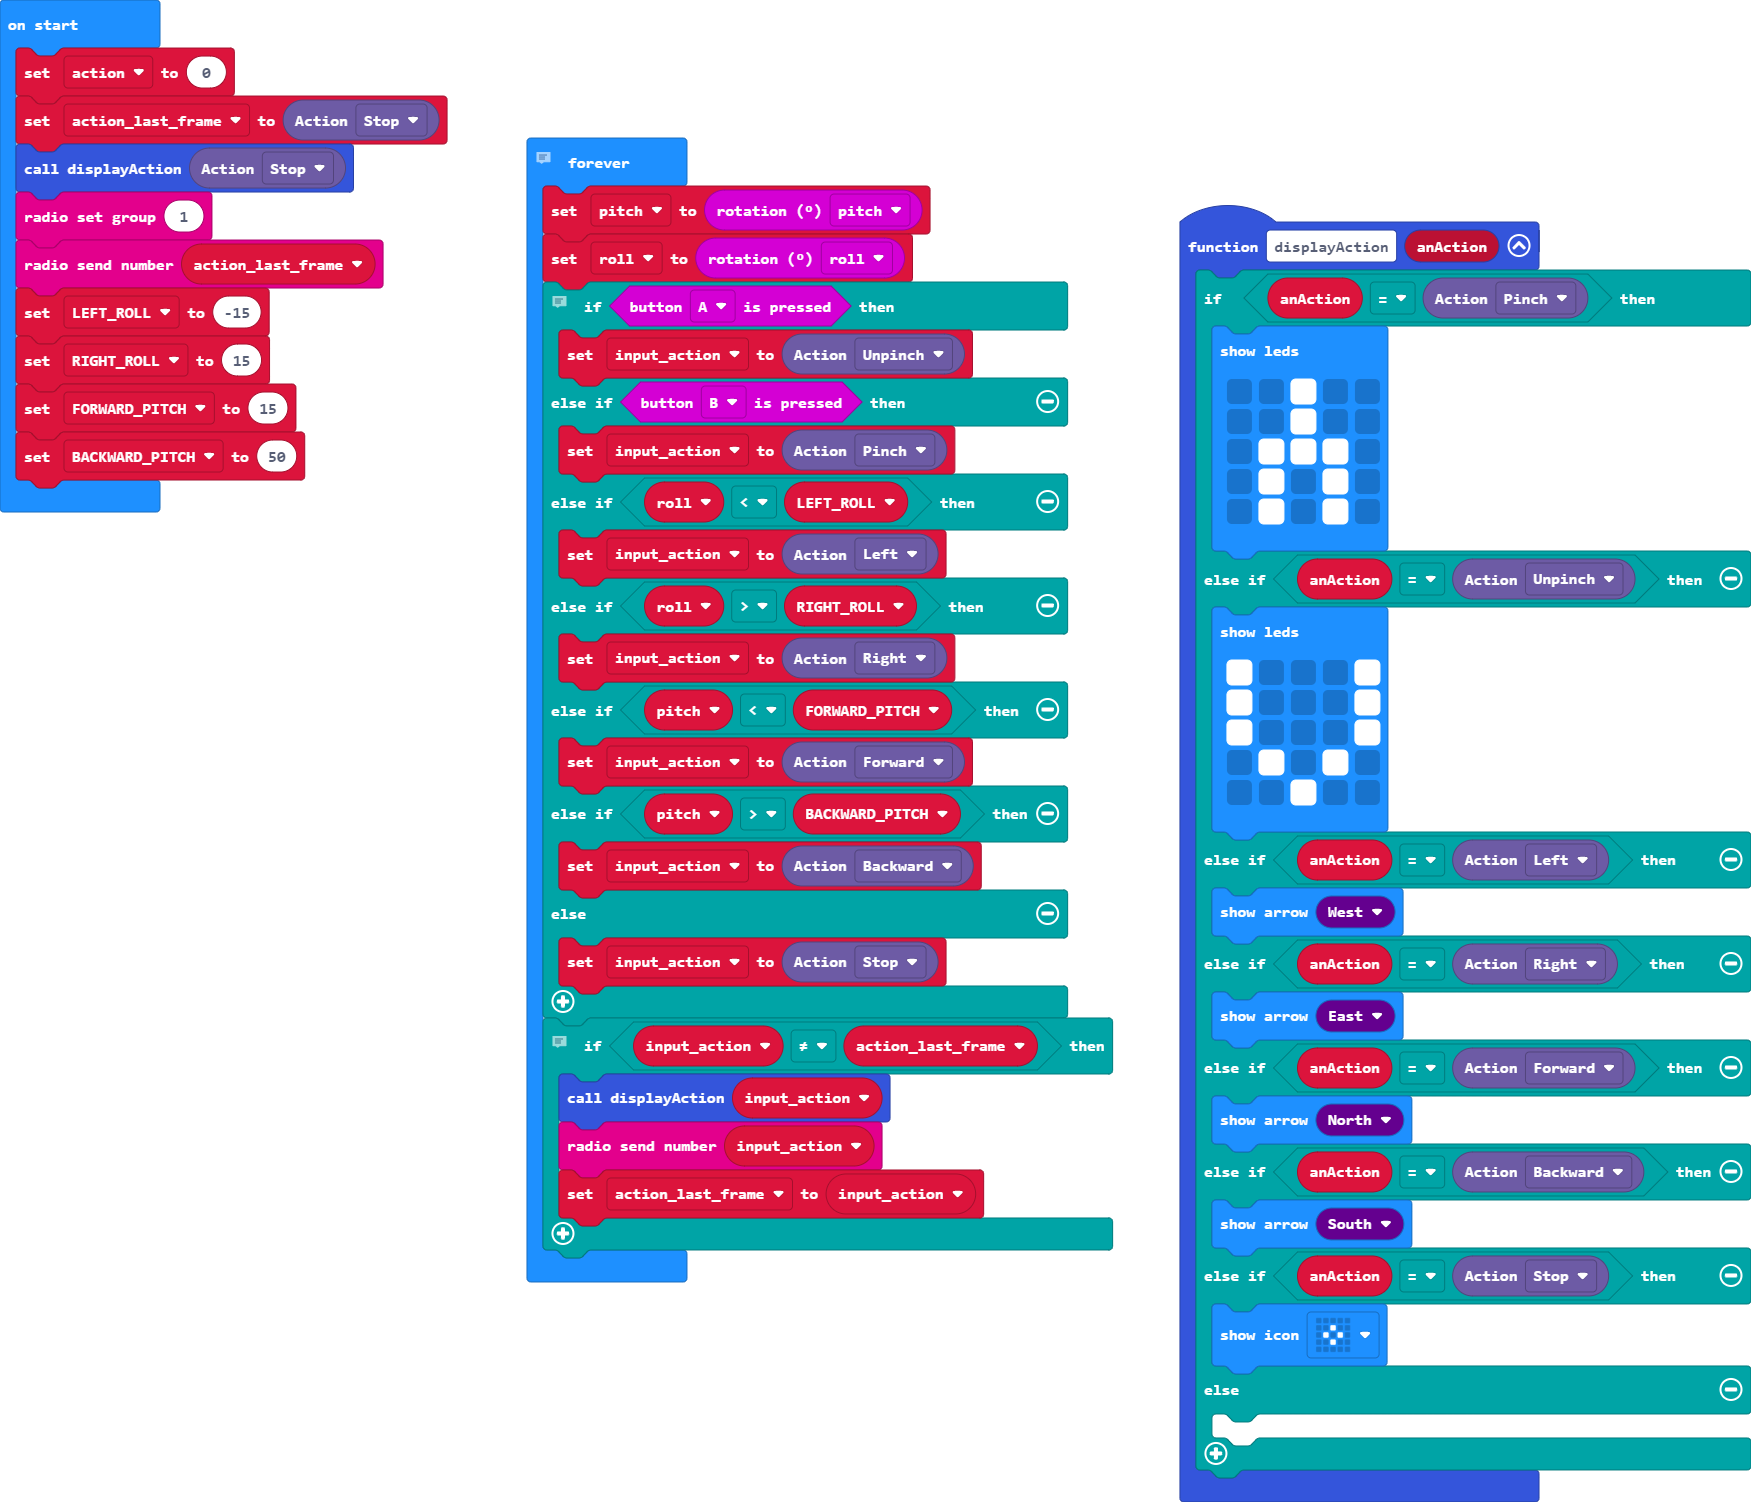 on start
set action to 0
set action_last_frame to Action Stop
call displayAction Action Stop
radio set group 1
radio send number action_last_frame
set LEFT_ROLL to -15
set RIGHT_ROLL to 15
set FORWARD_PITCH to 15
set BACKWARD_PITCH to 50
forever
set pitch to rotation (º) pitch
set roll to rotation (º) roll
if button A is pressed then
set input_action to Action Unpinch
else if button B is pressed then
set input_action to Action Pinch
else if roll < LEFT_ROLL then
set input_action to Action Left
else if roll > RIGHT_ROLL then
set input_action to Action Right
else if pitch < FORWARD_PITCH then
set input_action to Action Forward
else if pitch > BACKWARD_PITCH then
set input_action to Action Backward
else
set input_action to Action Stop
if input_action ≠ action_last_frame then
call displayAction input_action
radio send number input_action
set action_last_frame to input_action
function displayAction anAction
if anAction = Action Pinch then
show leds
else if anAction = Action Unpinch then
show leds
else if anAction = Action Left then
show arrow West
else if anAction = Action Right then
show arrow East
else if anAction = Action Forward then
show arrow North
else if anAction = Action Backward then
show arrow South
else if anAction = Action Stop then
show icon
else